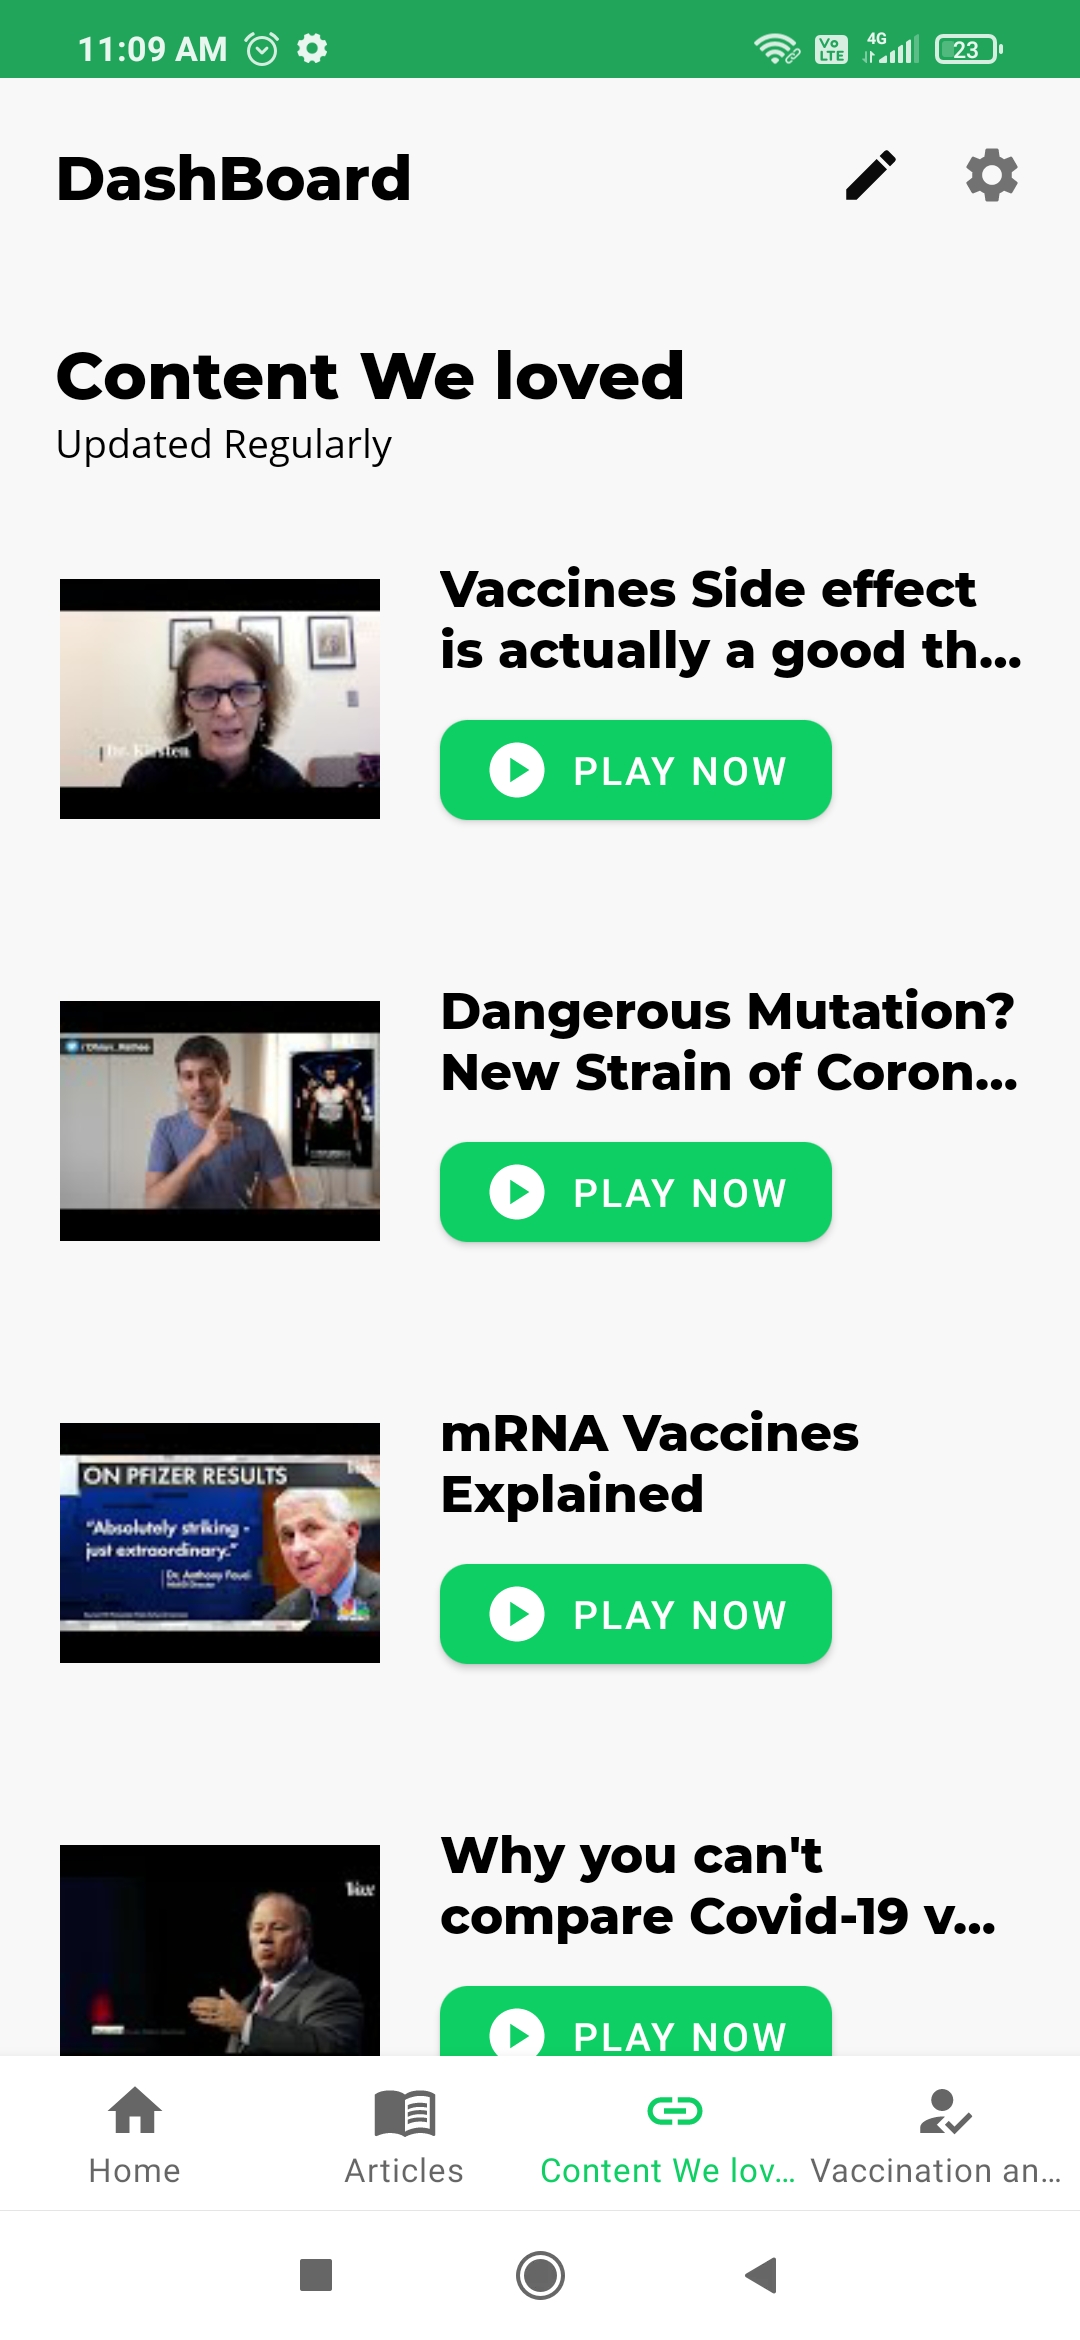 11:09 AM
Vo LTE
4G
23
DashBoard
Content We loved
Updated Regularly
Vaccines Side effect
is actually a good th...
Dr. Kirsten
PLAY NOW
Dangerous Mutation?
New Strain of Coron...
PLAY NOW
mRNA Vaccines
Explained
ON PFIZER RESULTS
"Absolutely striking -
just extraordinary."
Dr. Anthony Fauci
PLAY NOW
Why you can't
compare Covid-19 v...
PLAY NOW
Home
Articles
Content We lov...
Vaccination an...